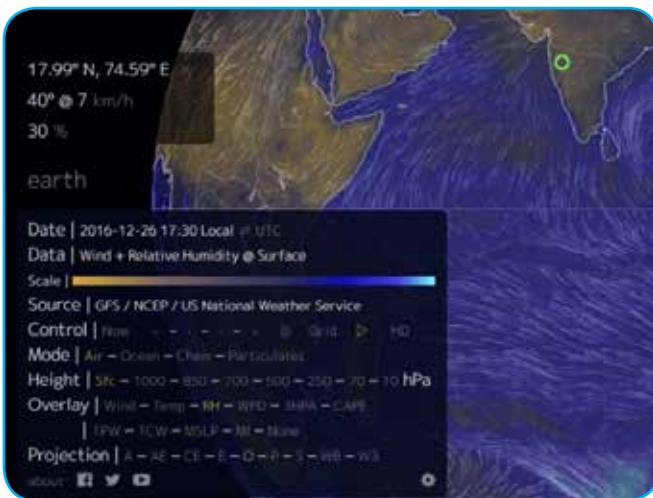 17.99° N, 74.59° E
40° @ 7 km/h
30 %
earth
Date | 2016-12-26 17:30 Local ⇄ UTC
Data | Wind + Relative Humidity @ Surface
Scale |
Source | GFS / NCEP / US National Weather Service
Control | Now - - - - - - Grid HD
Mode | Air – Ocean – Chem – Particulates
Height | Sfc – 1000 – 850 – 700 – 500 – 250 – 70 – 10 hPa
Overlay | Wind – Temp – RH – WPD – 3HPA – CAPE
| TPW – TCW – MSLP – MI – None
Projection | A – AE – CE – E – O – P – S – WB – W3
about